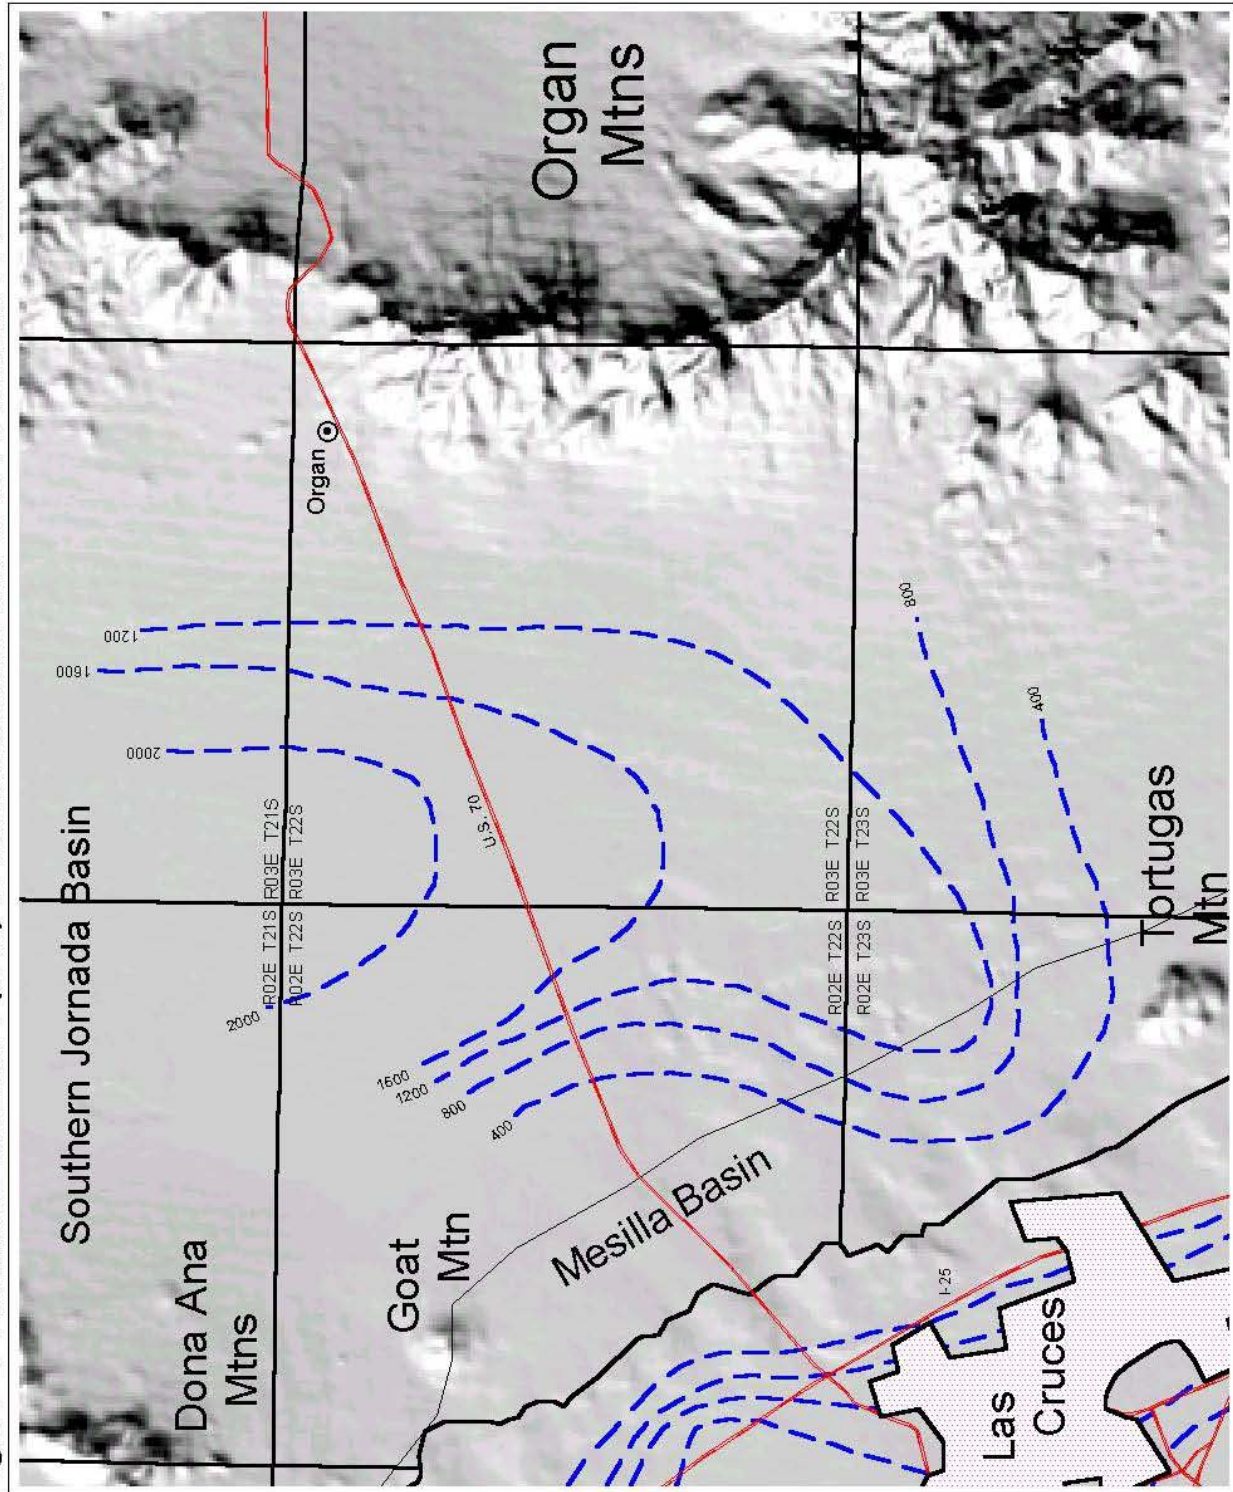 Southern Jornada Basin
Dona Ana
Mtns
Goat
Mtn
Mesilla Basin
Las
Cruces
Organ
Mtns
Organ
Tortugas
Mtn
U.S. 70
I-25
R02E T21S
R03E T21S
R02E T22S
R03E T22S
R02E T22S
R03E T22S
R02E T23S
R03E T23S
2000
1600
1200
800
400
2000
1600
1200
800
400